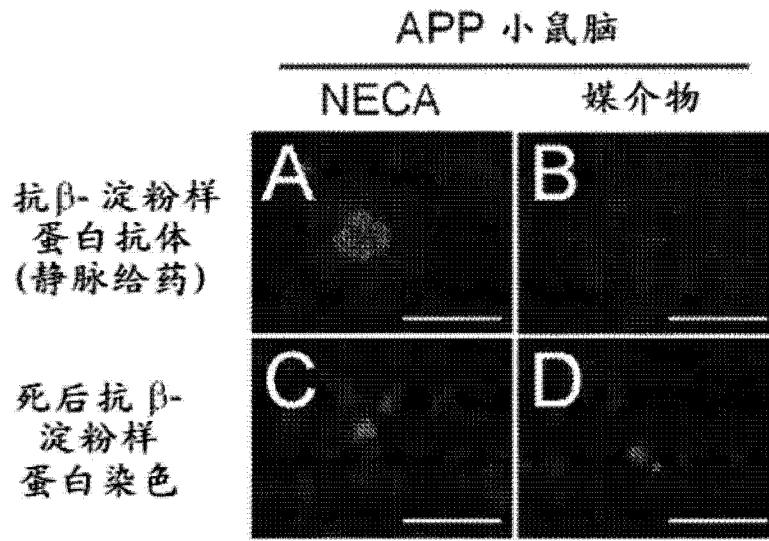 APP 小鼠脑
NECA 媒介物
A B
抗β- 淀粉样
蛋白抗体
(静脉给药)
C D
死后抗 β-
淀粉样
蛋白染色